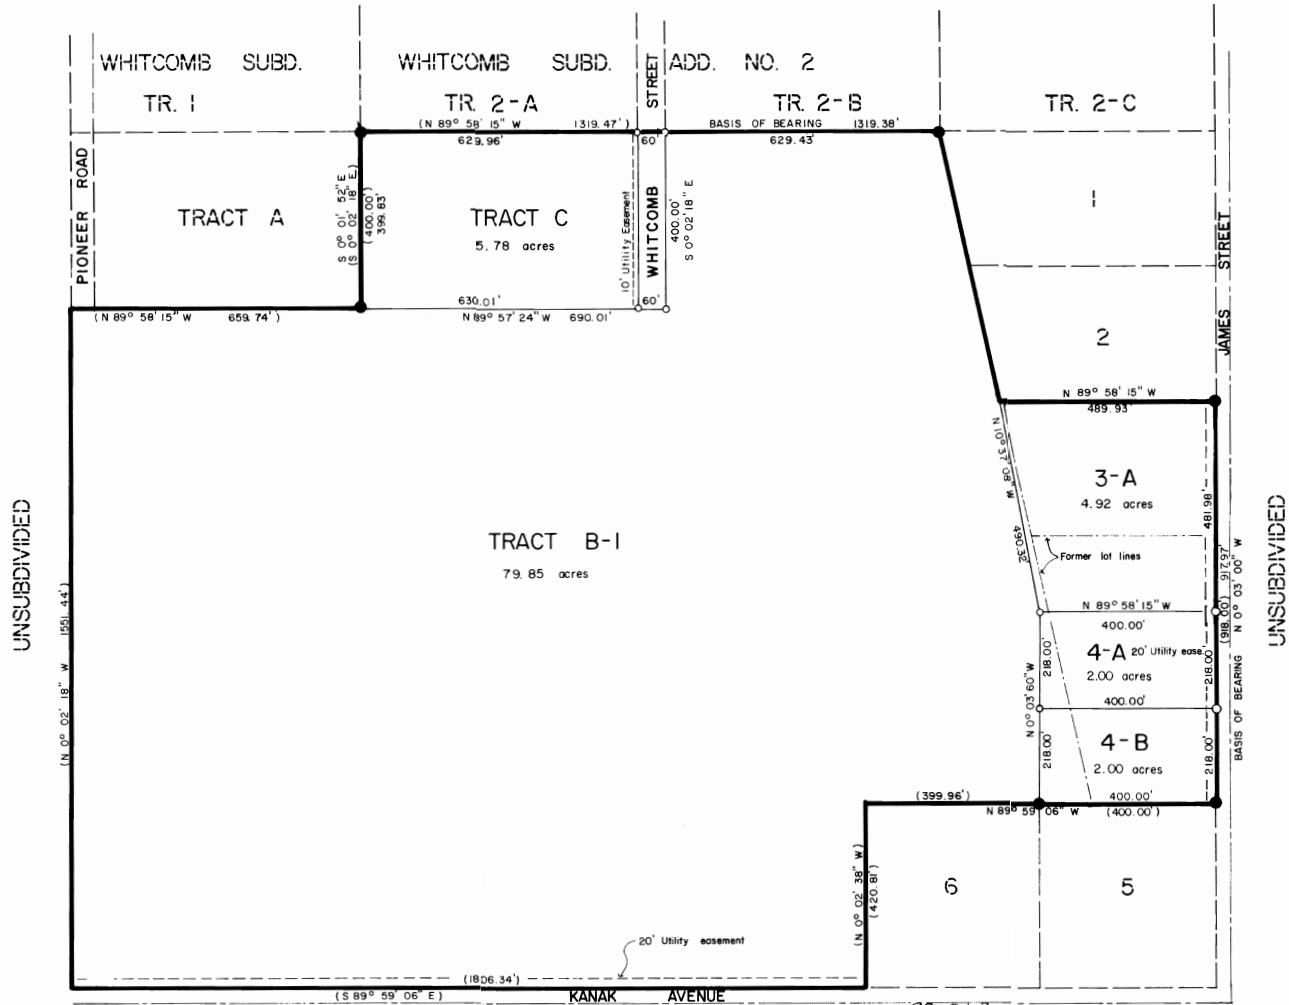 WHITCOMB SUBD.
WHITCOMB SUBD. ADD. NO. 2
STREET
TR. 1
TR. 2-A
TR. 2-B
TR. 2-C
(N 89° 58' 15" W 1319.47')
BASIS OF BEARING 1319.38'
629.96'
60'
629.43'
PIONEER ROAD
TRACT A
S 0° 01' 52" E
(S 0° 02' 18" E.)
(400.00')
399.83'
TRACT C
5.78 acres
10' Utility Easement
WHITCOMB
400.00'
S 0° 02' 18" E
1
JAMES STREET
2
630.01'
60'
(N 89° 58' 15" W 659.74')
N 89° 57' 24" W 690.01'
N 89° 58' 15" W
489.93'
N 10° 37' 08" W
490.32'
3-A
4.92 acres
481.98'
Former lot lines
UNSUBDIVIDED
UNSUBDIVIDED
TRACT B-1
79.85 acres
(N 0° 02' 18" W 1551.44')
N 89° 58' 15" W
400.00'
(918.00')
917.97'
N 0° 03' 00" W
BASIS OF BEARING
4-A
20' Utility ease.
2.00 acres
218.00'
218.00'
400.00'
N 0° 03' 60" W
4-B
2.00 acres
218.00'
218.00'
400.00'
(399.96')
N 89° 59' 06" W
(400.00')
(N 0° 02' 38" W)
(420.81')
6
5
20' Utility easement
(1806.34')
(S 89° 59' 06" E)
KANAK AVENUE